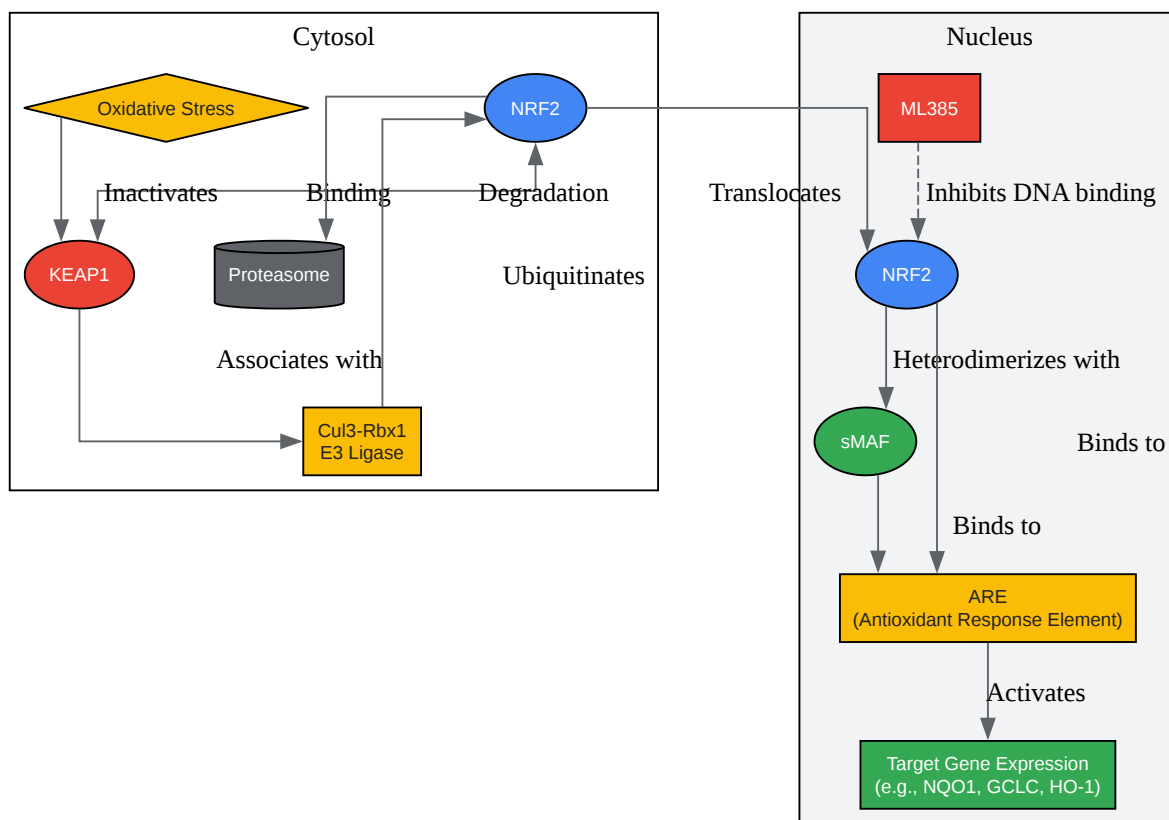 Cytosol
Nucleus
Oxidative Stress
NRF2
ML385
Inactivates
Binding
Degradation
Translocates
Inhibits DNA binding
KEAP1
Proteasome
Ubiquitinates
NRF2
Associates with
Heterodimerizes with
Cul3-Rbx1
E3 Ligase
sMAF
Binds to
Binds to
ARE
(Antioxidant Response Element)
Activates
Target Gene Expression
(e.g., NQO1, GCLC, HO-1)